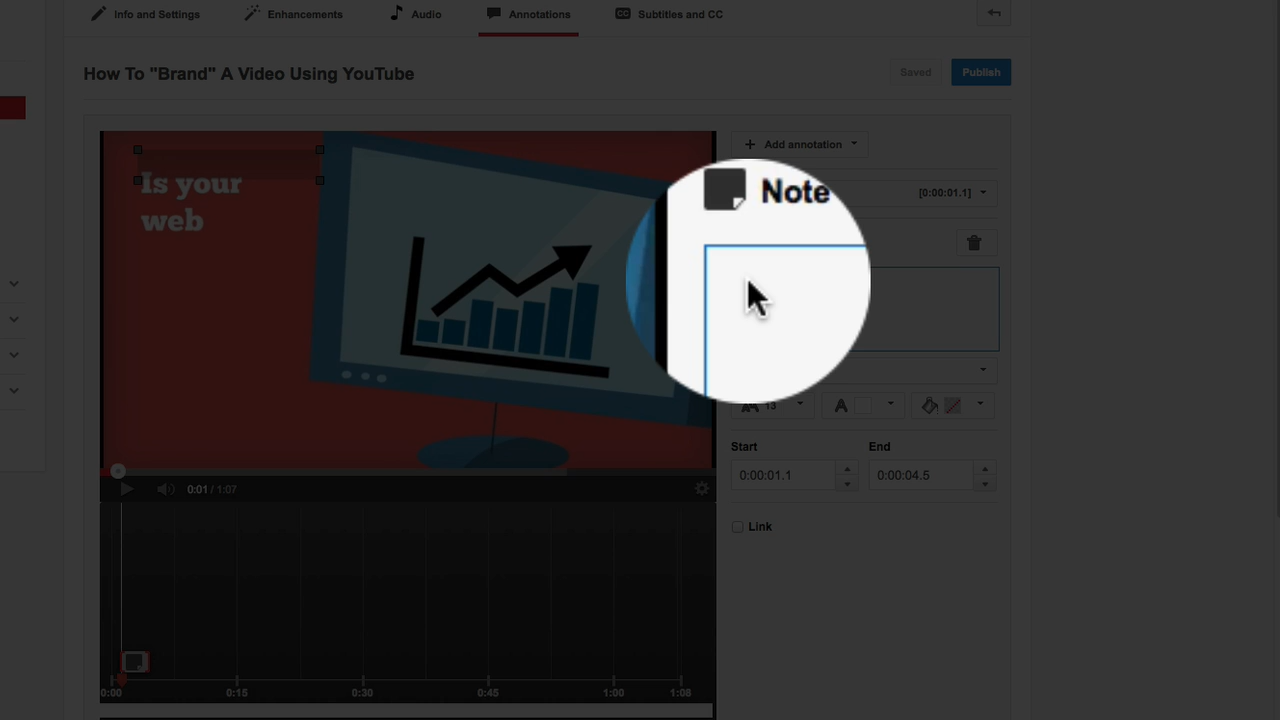 Info and Settings Enhancements Audio Annotations CC Subtitles and CC
How To "Brand" A Video Using YouTube Saved Publish
Add annotation
Note [0:00:01.1]
Is your
web
13 A
Start End
0:00:01.1 0:00:04.5
0:01 / 1:07
Link
0:00 0:15 0:30 0:45 1:00 1:08